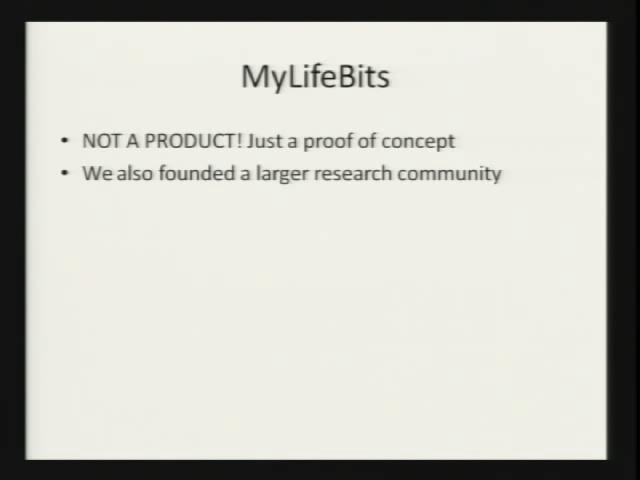 MyLifeBits
• NOT A PRODUCT! Just a proof of concept
• We also founded a larger research community